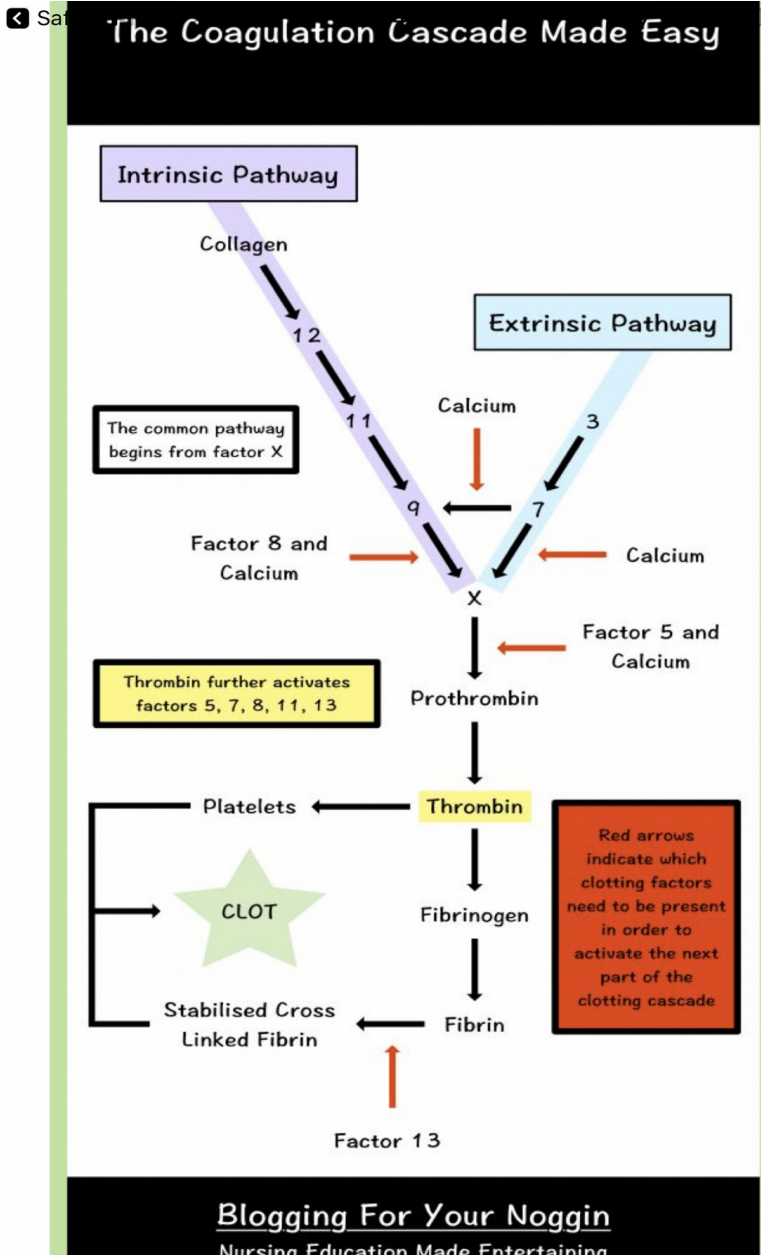 The Coagulation Cascade Made Easy
Intrinsic Pathway
Collagen
12
Extrinsic Pathway
11
Calcium
3
The common pathway
begins from factor X
9
7
Factor 8 and
Calcium
Calcium
X
Factor 5 and
Calcium
Thrombin further activates
factors 5, 7, 8, 11, 13
Prothrombin
Platelets
Thrombin
CLOT
Fibrinogen
Red arrows
indicate which
clotting factors
need to be present
in order to
activate the next
part of the
clotting cascade
Stabilised Cross
Linked Fibrin
Fibrin
Factor 13
Blogging For Your Noggin
Nursing Education Made Entertaining